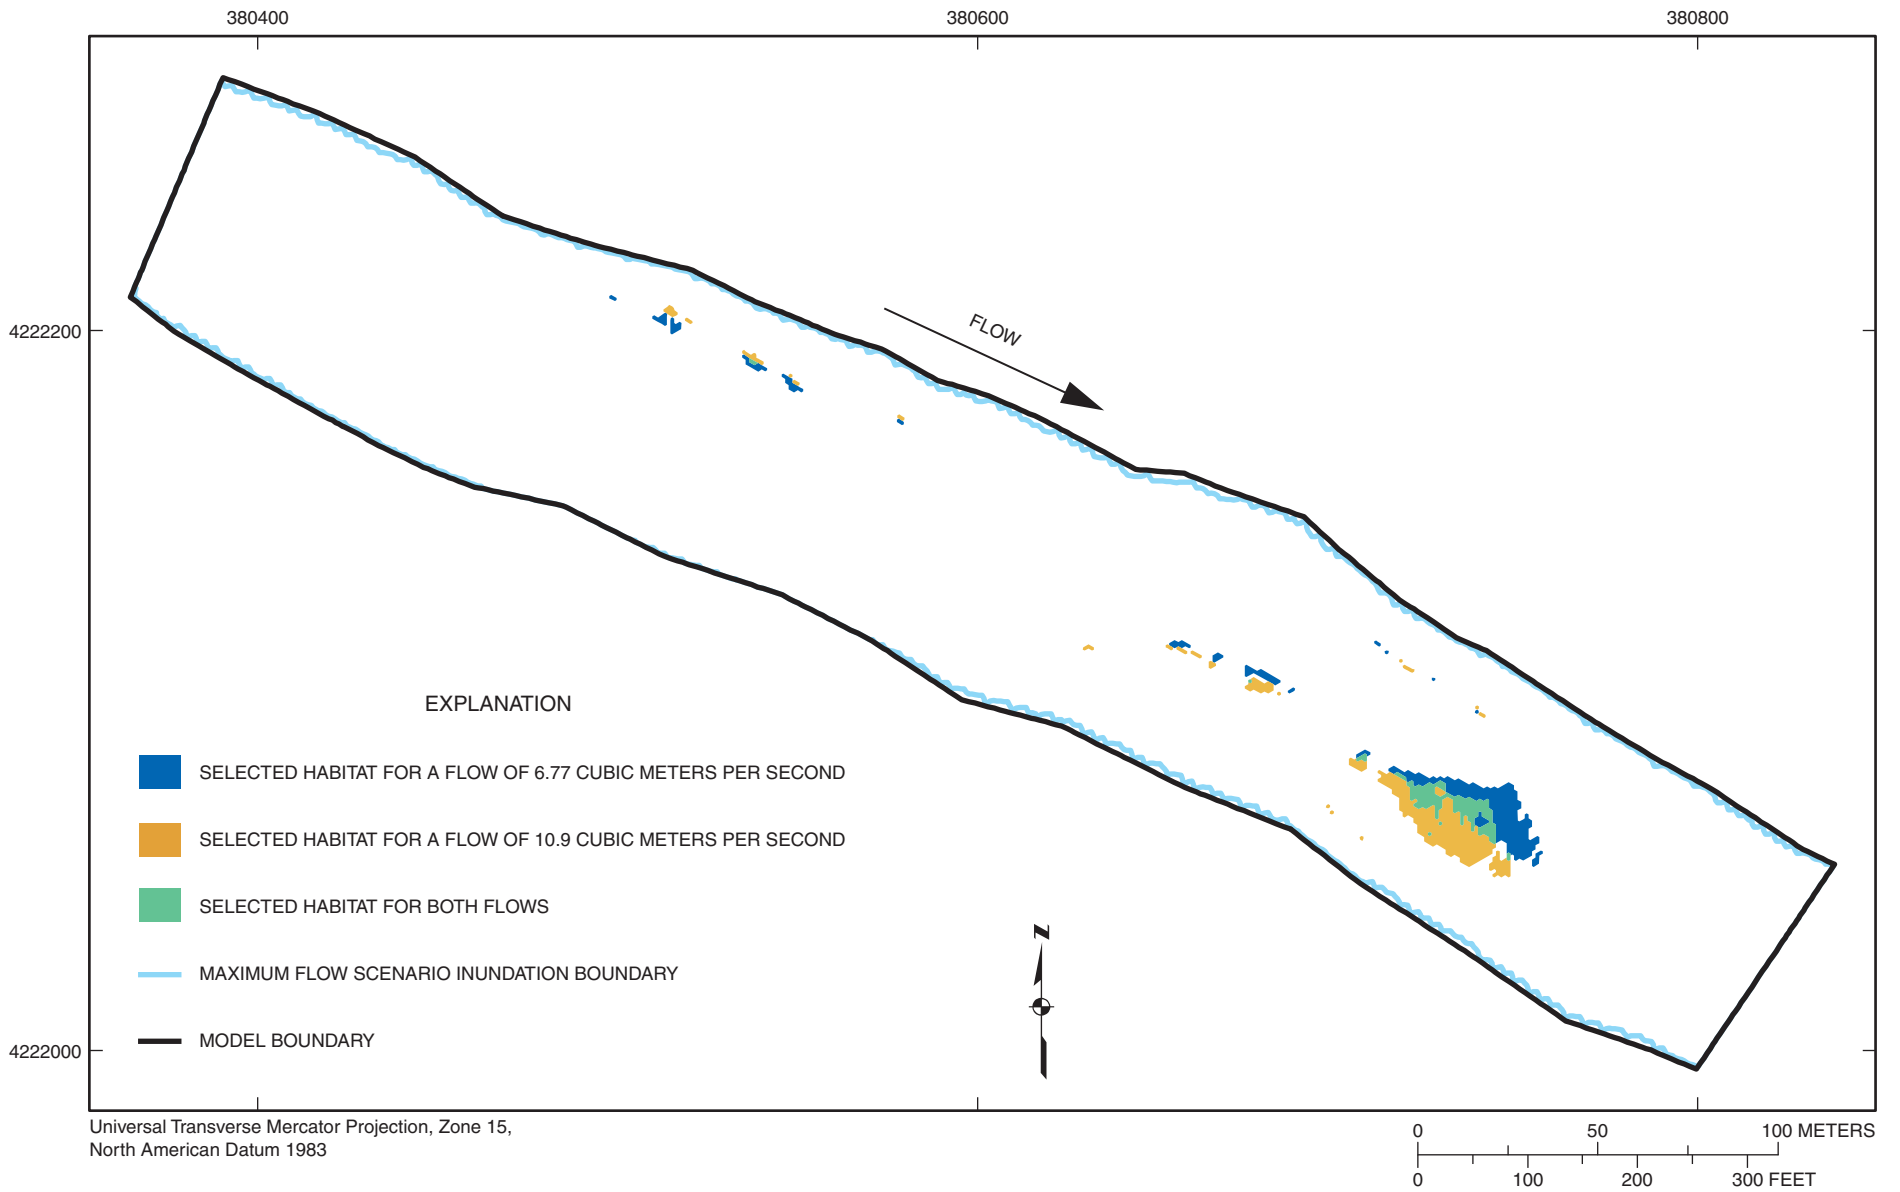 380400
380600
380800
4222200
FLOW
EXPLANATION
SELECTED HABITAT FOR A FLOW OF 6.77 CUBIC METERS PER SECOND
SELECTED HABITAT FOR A FLOW OF 10.9 CUBIC METERS PER SECOND
SELECTED HABITAT FOR BOTH FLOWS
MAXIMUM FLOW SCENARIO INUNDATION BOUNDARY
MODEL BOUNDARY
N
4222000
Universal Transverse Mercator Projection, Zone 15,
North American Datum 1983
0 50 100 METERS
0 100 200 300 FEET